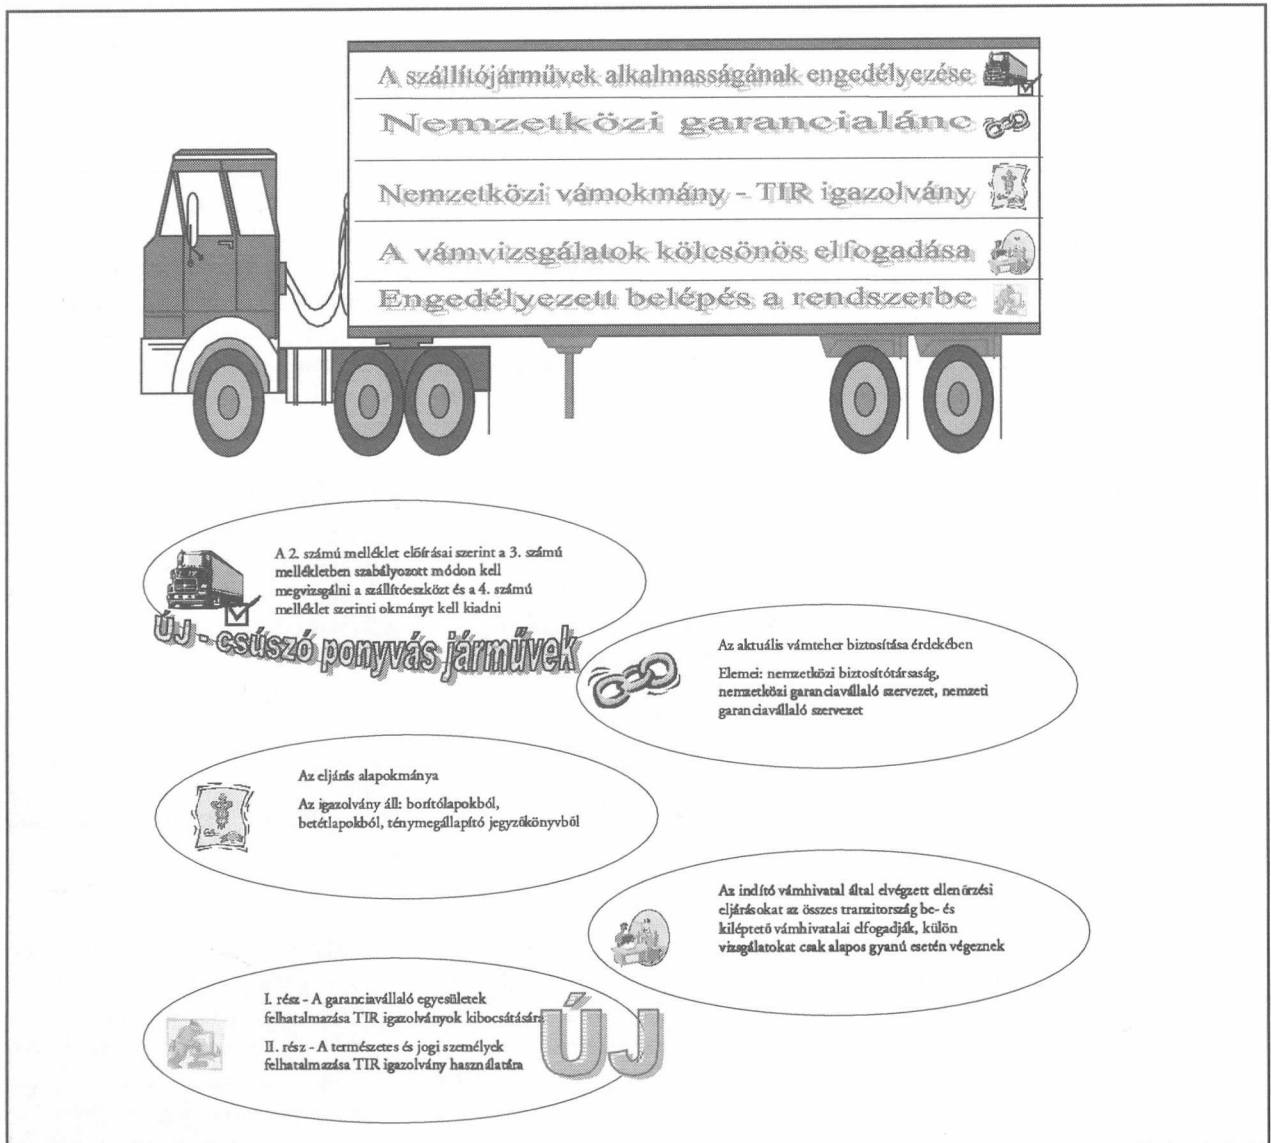 A szállítójárművek alkalmasságának engedélyezése
Nemzetközi garancialánc
Nemzetközi vámokmány - TIR igazolvány
A vámvizsgálatok kölcsönös elfogadása
Engedélyezett belépés a rendszerbe
A 2. számú melléklet előírásai szerint a 3. számú
mellékletben szabályozott módon kell
megvizsgálni a szállítóeszközt és a 4. számú
melléklet szerinti okmányt kell kiadni
ÚJ - csúszó ponyvás járművek
Az aktuális vámteher biztosítása érdekében
Elemei: nemzetközi biztosítótársaság,
nemzetközi garanciavállaló szervezet, nemzeti
garanciavállaló szervezet
Az eljárás alapokmánya
Az igazolvány áll: borítólapokból,
betétlapokból, ténymegállapító jegyzőkönyvből
Az indító vámhivatal által elvégzett ellenőrzési
eljárásokat az összes tranzitország be- és
kiléptető vámhivatalai elfogadják, külön
vizsgálatokat csak alapos gyanú esetén végeznek
I. rész - A garanciavállaló egyesületek
felhatalmazása TIR igazolványok kibocsátására
II. rész - A természetes és jogi személyek
felhatalmazása TIR igazolvány használatára
ÚJ